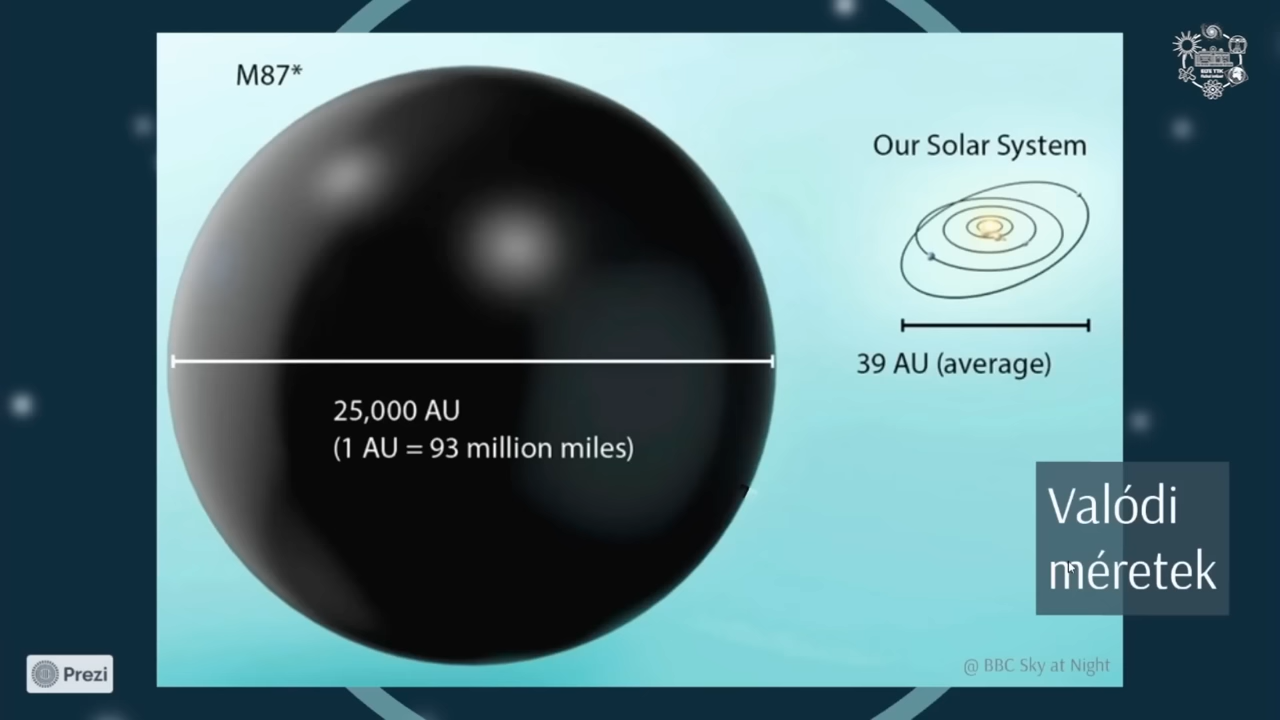 M87*
Our Solar System
39 AU (average)
25,000 AU
(1 AU = 93 million miles)
Valódi
méretek
@ BBC Sky at Night
Prezi